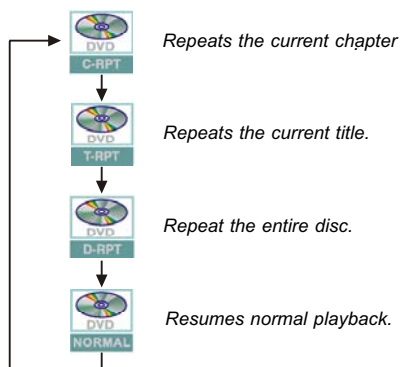 DVD
C-RPT
Repeats the current chapter
DVD
T-RPT
Repeats the current title.
DVD
D-RPT
Repeat the entire disc.
DVD
NORMAL
Resumes normal playback.